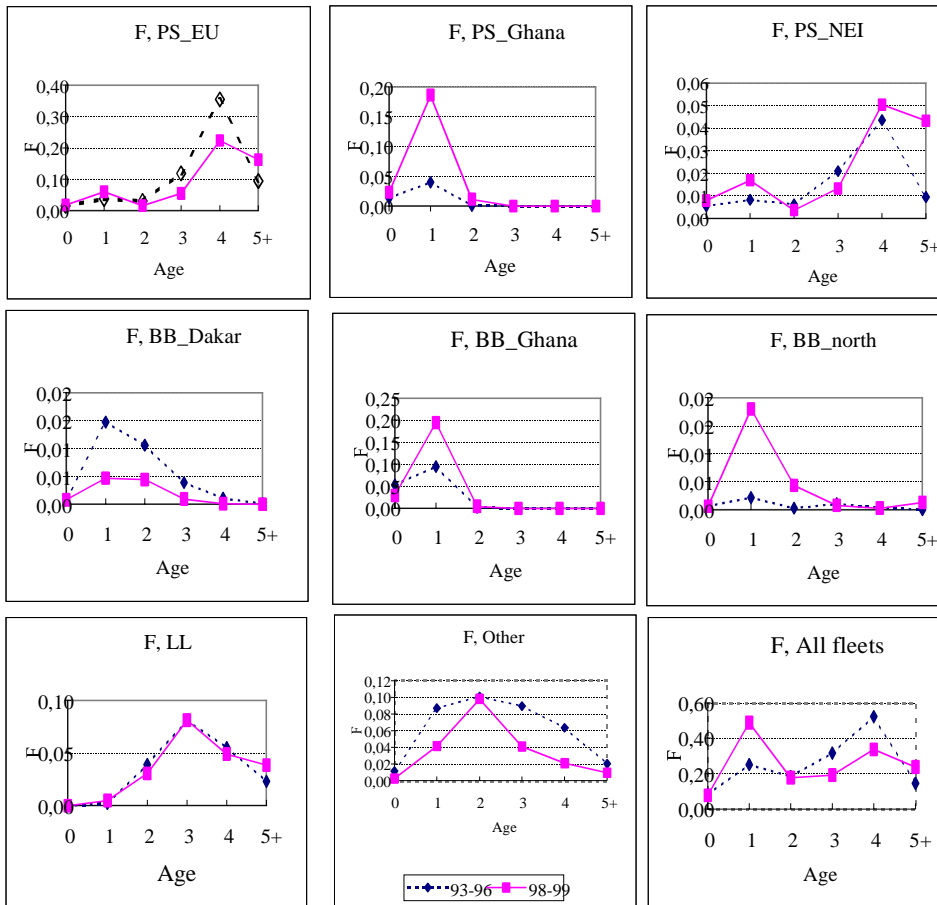 F, PS_EU
0,40
0,30
0,20
0,10
0,00
F
0 1 2 3 4 5+
Age
F, PS_Ghana
0,20
0,15
0,10
0,05
0,00
F
0 1 2 3 4 5+
Age
F, PS_NEI
0,06
0,05
0,04
0,03
0,02
0,01
0,00
F
0 1 2 3 4 5+
Age
F, BB_Dakar
0,02
0,02
0,01
0,01
0,00
F
0 1 2 3 4 5+
Age
F, BB_Ghana
0,25
0,20
0,15
0,10
0,05
0,00
F
0 1 2 3 4 5+
Age
F, BB_north
0,02
0,02
0,01
0,01
0,00
F
0 1 2 3 4 5+
Age
F, LL
0,10
0,05
0,00
F
0 1 2 3 4 5+
Age
F, Other
0,12
0,10
0,08
0,06
0,04
0,02
0,00
F
0 1 2 3 4 5+
Age
F, All fleets
0,60
0,40
0,20
0,00
F
0 1 2 3 4 5+
Age
93-96 98-99